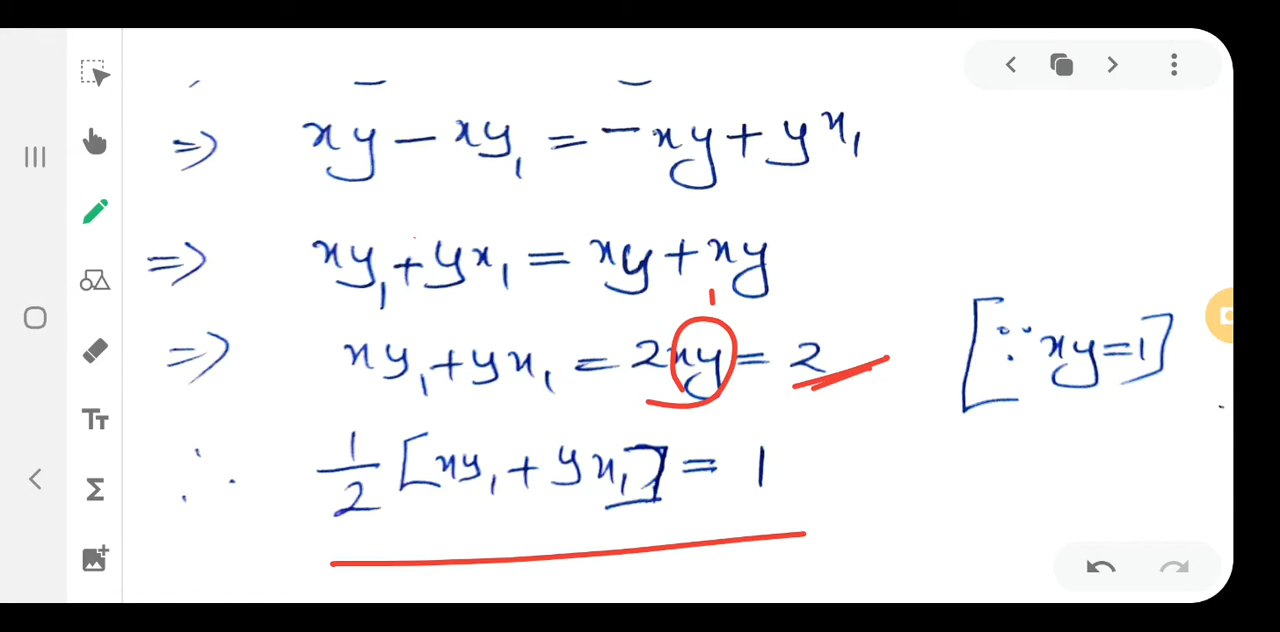 => xy - xy₁ = -xy + yx₁
=> xy₁ + yx₁ = xy + xy
=> xy₁ + yx₁ = 2xy = 2 [∵ xy = 1]
∴ 1/2 [xy₁ + yx₁] = 1